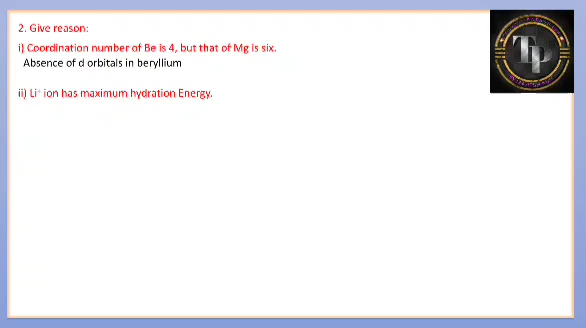 2. Give reason:
i) Coordination number of Be is 4, but that of Mg is six.
Absence of d orbitals in beryllium
ii) Li⁺ ion has maximum hydration Energy.
TP